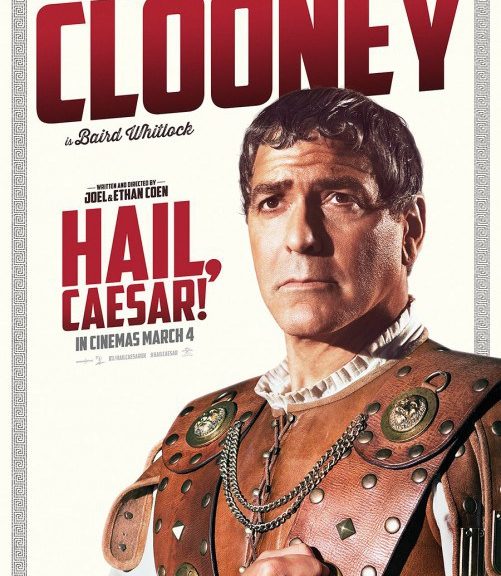 CLOONEY
is Baird Whitlock
WRITTEN AND DIRECTED BY
JOEL & ETHAN COEN
HAIL,
CAESAR!
IN CINEMAS MARCH 4